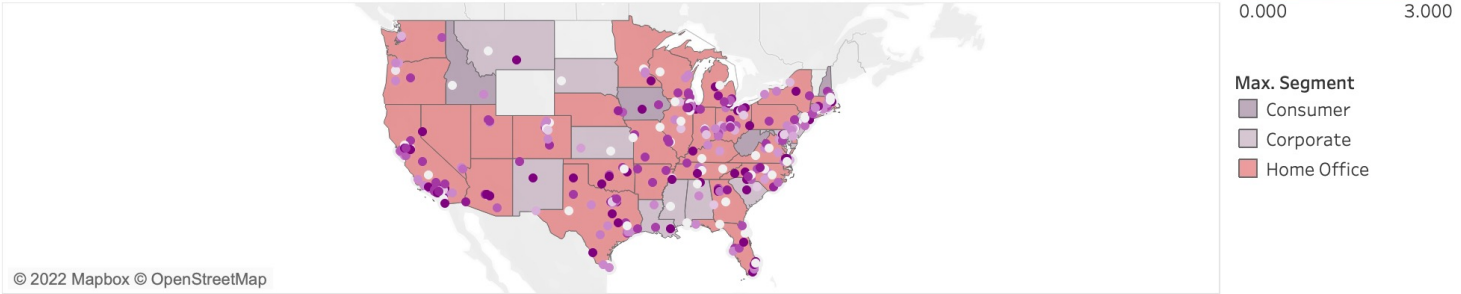 0.000 3.000
Max. Segment
Consumer
Corporate
Home Office
© 2022 Mapbox © OpenStreetMap